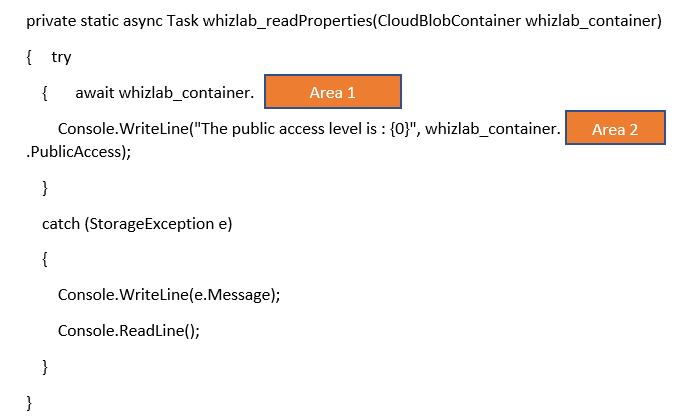 private static async Task whizlab_readProperties(CloudBlobContainer whizlab_container)
{ try
{ await whizlab_container. Area 1
Console.WriteLine("The public access level is : {0}", whizlab_container. Area 2
.PublicAccess);
}
catch (StorageException e)
{
Console.WriteLine(e.Message);
Console.ReadLine();
}
}